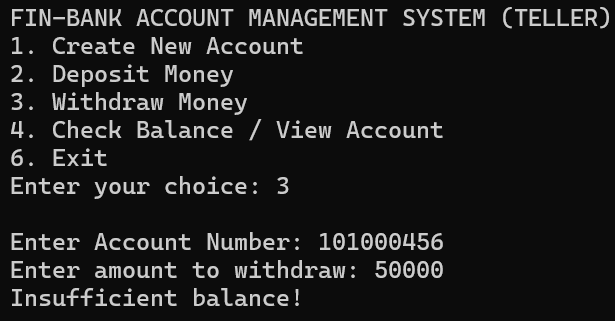 FIN-BANK ACCOUNT MANAGEMENT SYSTEM (TELLER)
1. Create New Account
2. Deposit Money
3. Withdraw Money
4. Check Balance / View Account
6. Exit
Enter your choice: 3
Enter Account Number: 101000456
Enter amount to withdraw: 50000
Insufficient balance!